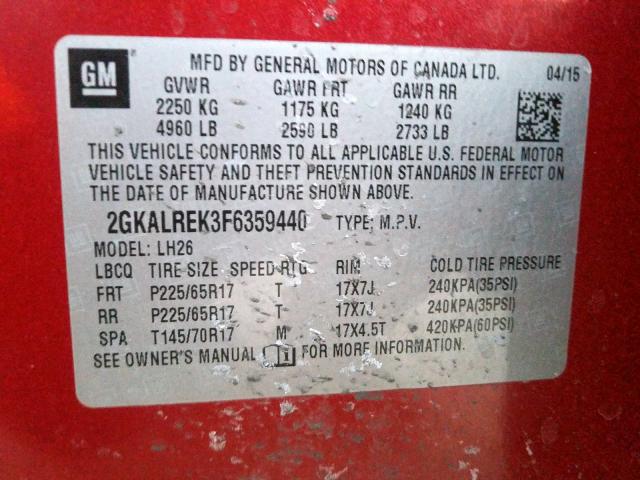 GM
MFD BY GENERAL MOTORS OF CANADA LTD. 04/15
GVWR GAWR FRT GAWR RR
2250 KG 1175 KG 1240 KG
4960 LB 2590 LB 2733 LB
THIS VEHICLE CONFORMS TO ALL APPLICABLE U.S. FEDERAL MOTOR
VEHICLE SAFETY AND THEFT PREVENTION STANDARDS IN EFFECT ON
THE DATE OF MANUFACTURE SHOWN ABOVE.
2GKALREK3F6359440 TYPE: M.P.V.
MODEL: LH26
LBCQ TIRE SIZE SPEED RTG RIM COLD TIRE PRESSURE
FRT P225/65R17 T 17X7J 240KPA(35PSI)
RR P225/65R17 T 17X7J 240KPA(35PSI)
SPA T145/70R17 M 17X4.5T 420KPA(60PSI)
SEE OWNER'S MANUAL FOR MORE INFORMATION.